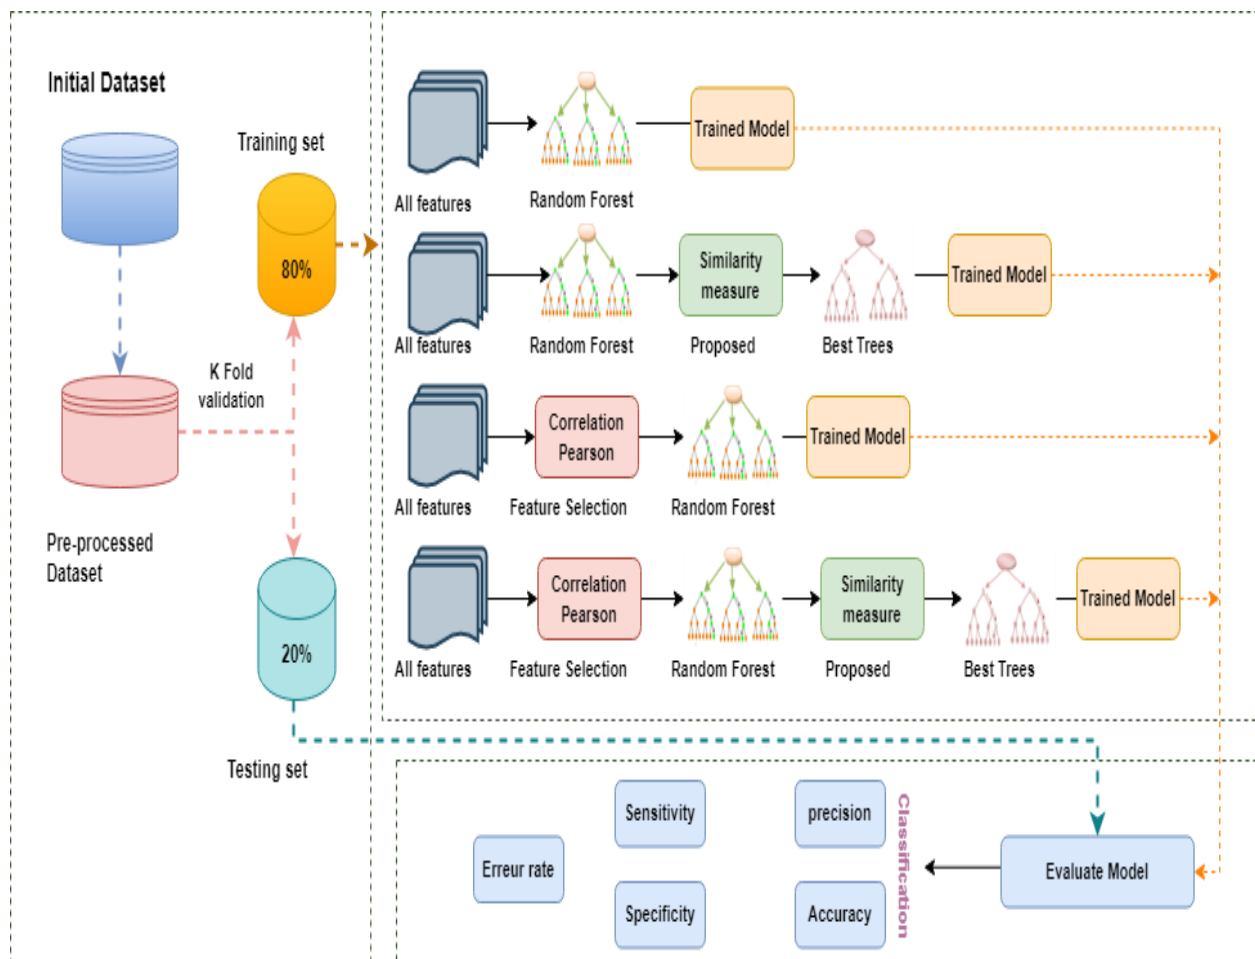 Initial Dataset
Training set
80%
K Fold
validation
Pre-processed
Dataset
20%
Testing set
All features
Random Forest
Trained Model
All features
Random Forest
Similarity
measure
Proposed
Best Trees
Trained Model
All features
Correlation
Pearson
Feature Selection
Random Forest
Trained Model
All features
Correlation
Pearson
Feature Selection
Random Forest
Similarity
measure
Proposed
Best Trees
Trained Model
Erreur rate
Sensitivity
Specificity
precision
Accuracy
Classification
Evaluate Model